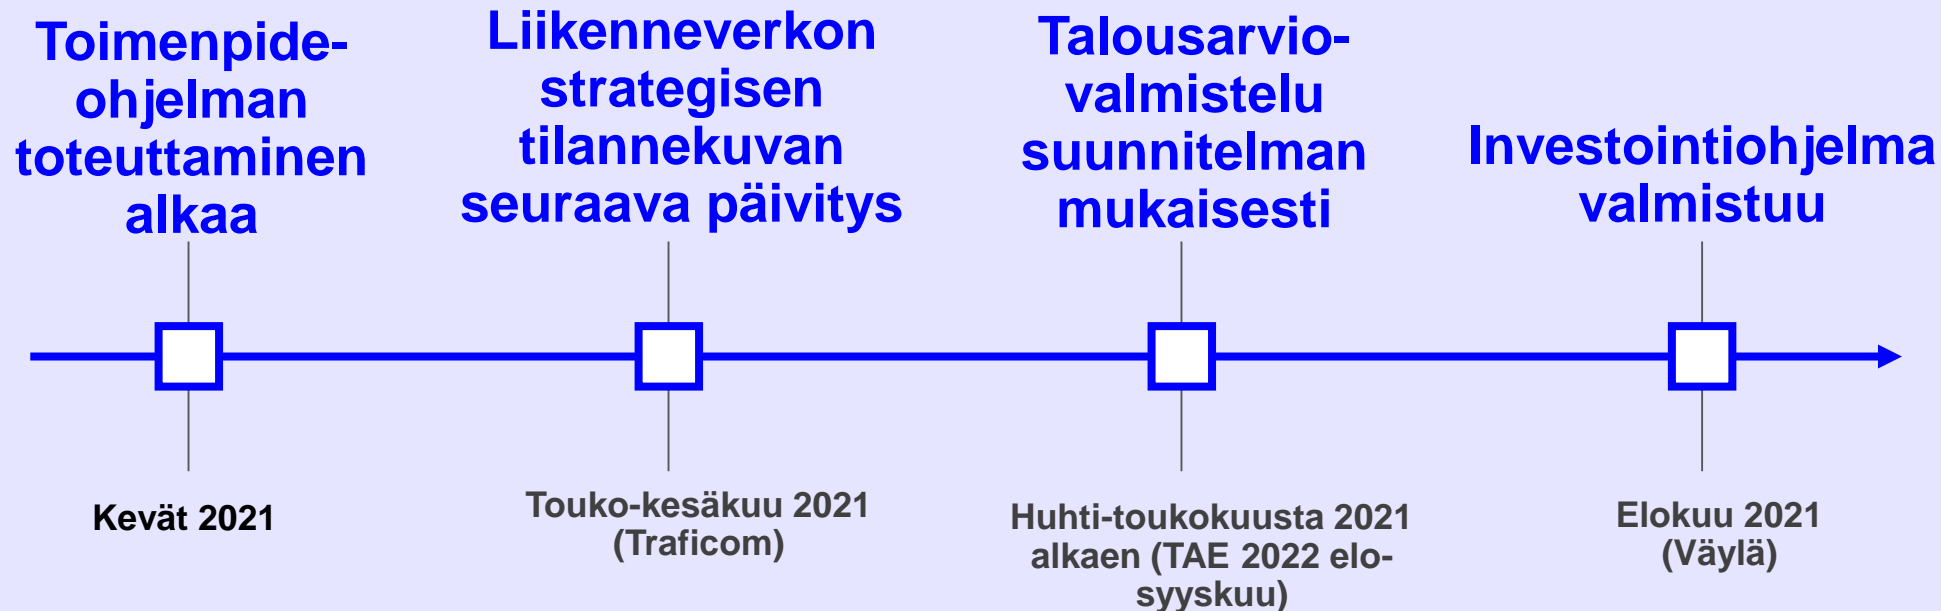 Toimenpide-
ohjelman
toteuttaminen
alkaa
Kevät 2021
Liikenneverkon
strategisen
tilannekuvan
seuraava päivitys
Touko-kesäkuu 2021
(Traficom)
Talousarvio-
valmistelu
suunnitelman
mukaisesti
Huhti-toukokuusta 2021
alkaen (TAE 2022 elo-
syyskuu)
Investointiohjelma
valmistuu
Elokuu 2021
(Väylä)